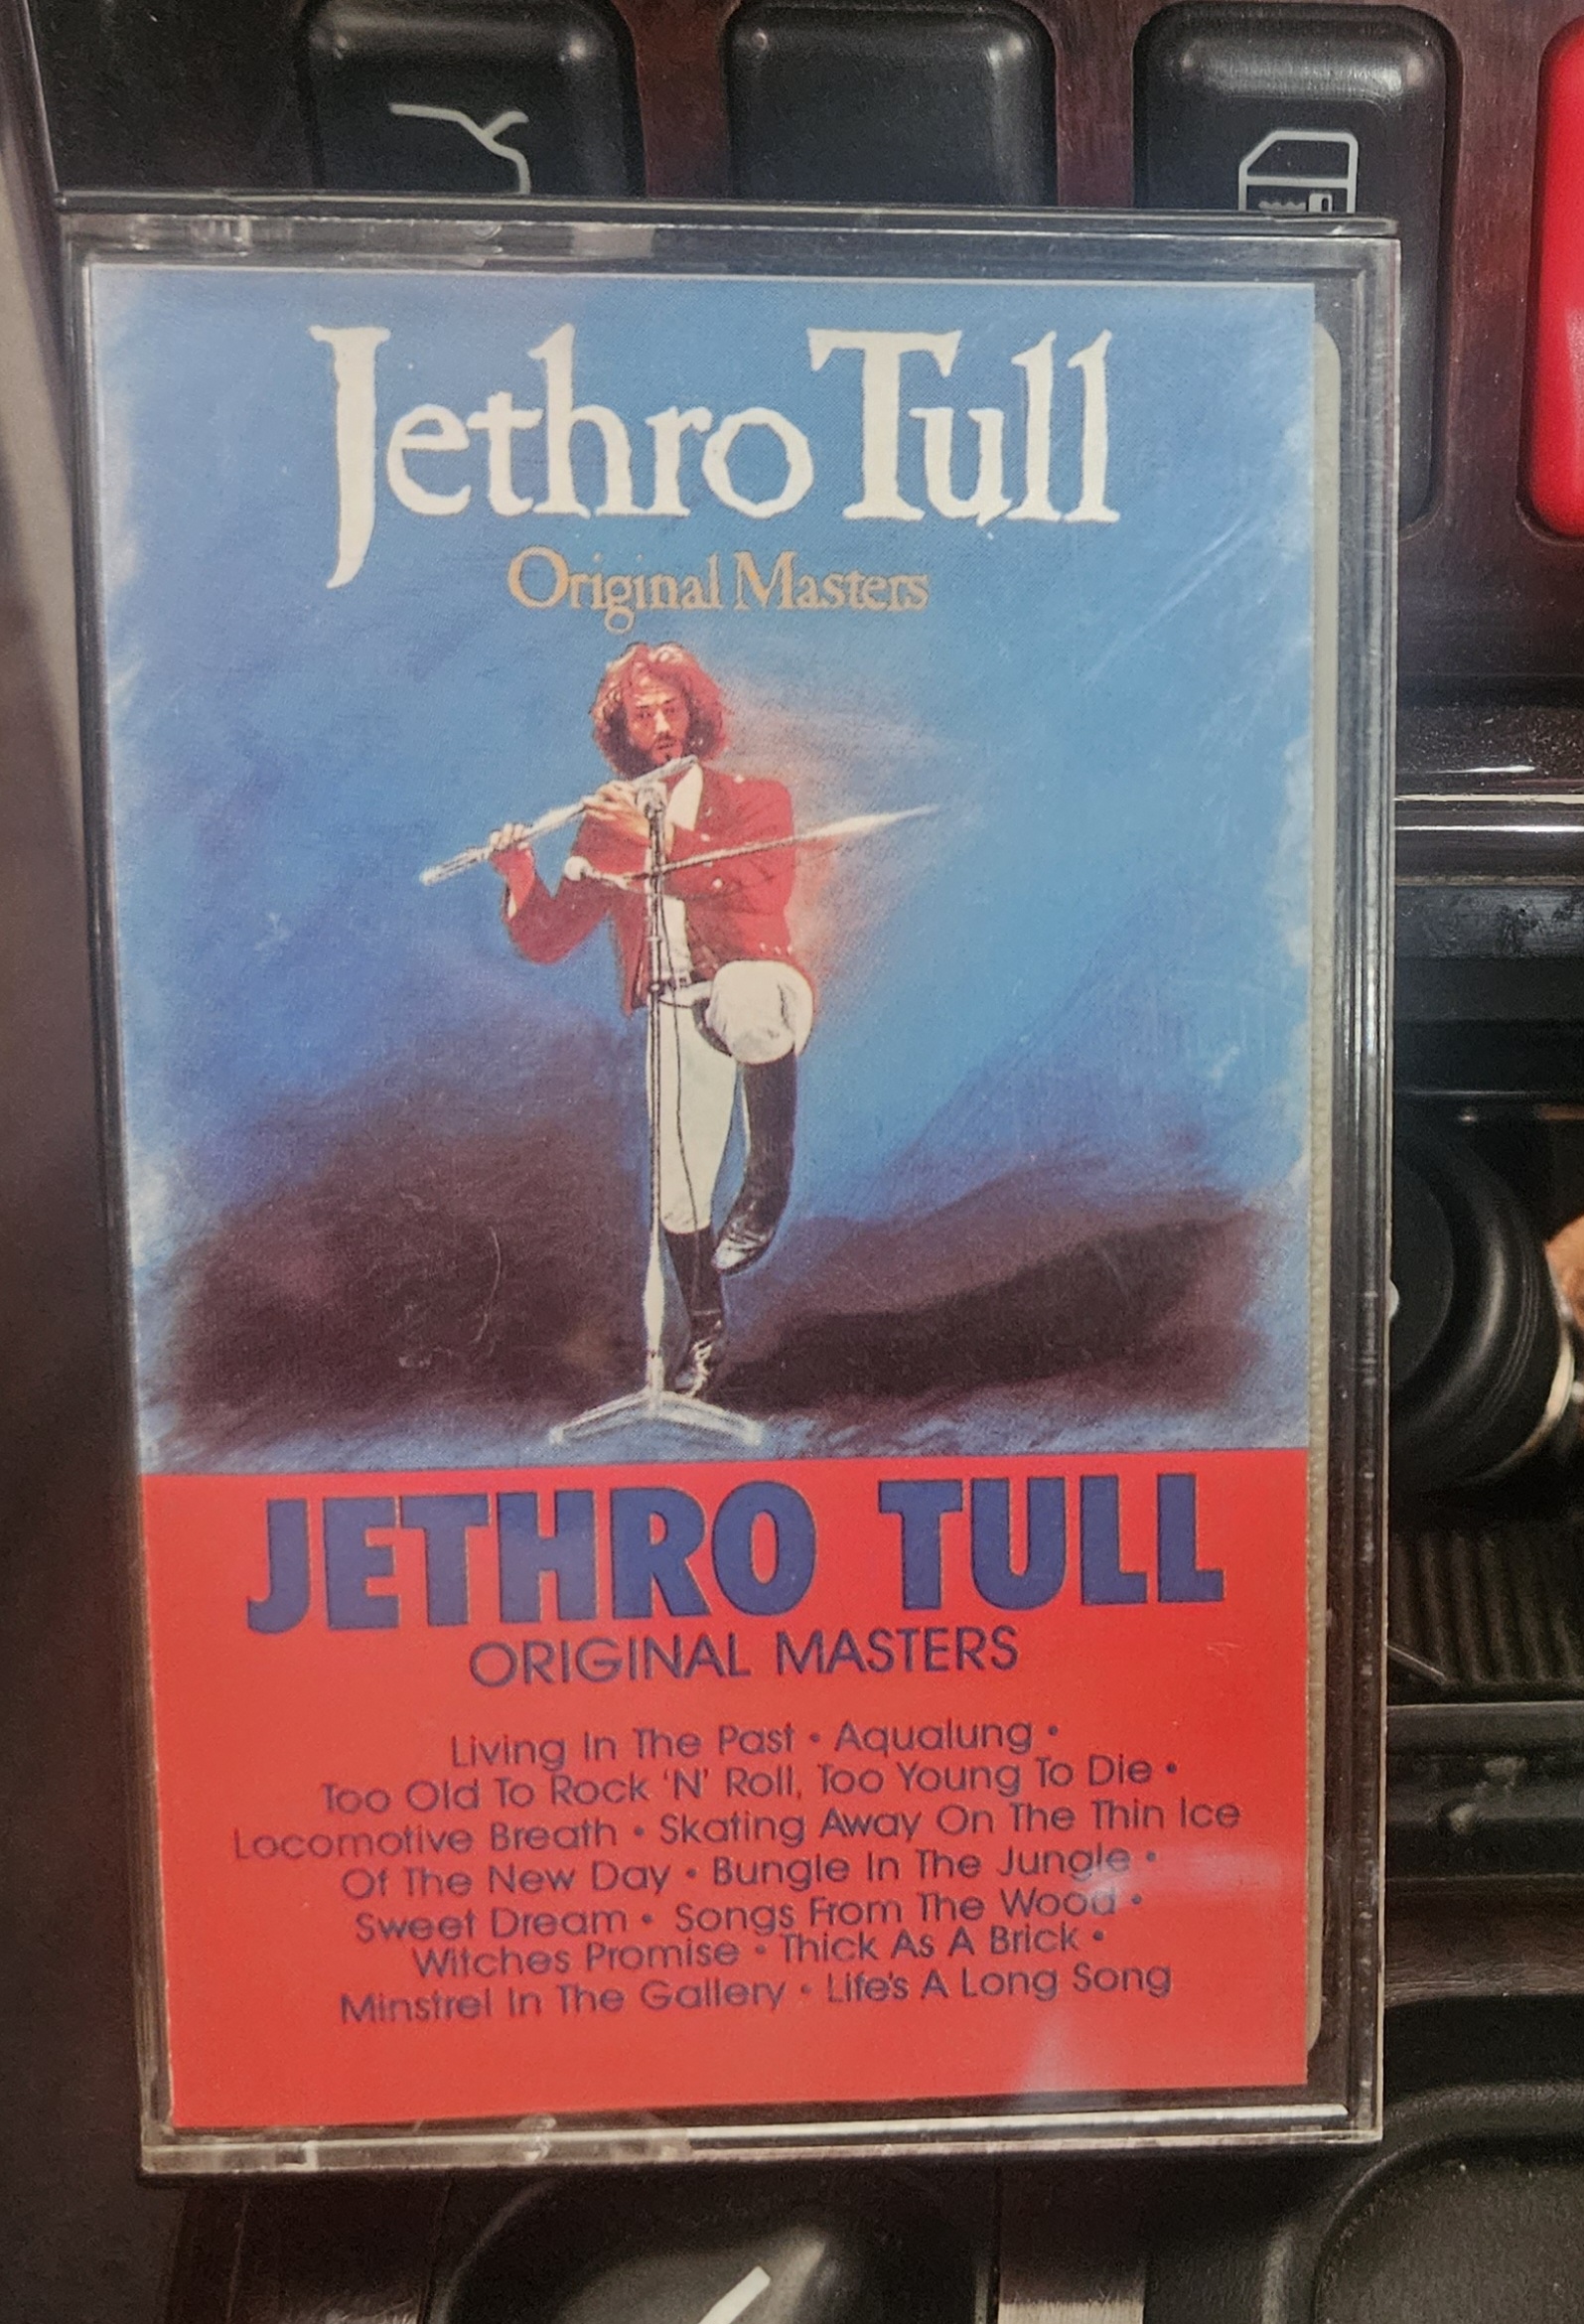 Jethro Tull
Original Masters
JETHRO TULL
ORIGINAL MASTERS
Living In The Past • Aqualung •
Too Old To Rock 'N' Roll, Too Young To Die •
Locomotive Breath • Skating Away On The Thin Ice
Of The New Day • Bungle In The Jungle •
Sweet Dream • Songs From The Wood •
Witches Promise • Thick As A Brick •
Minstrel In The Gallery • Life's A Long Song